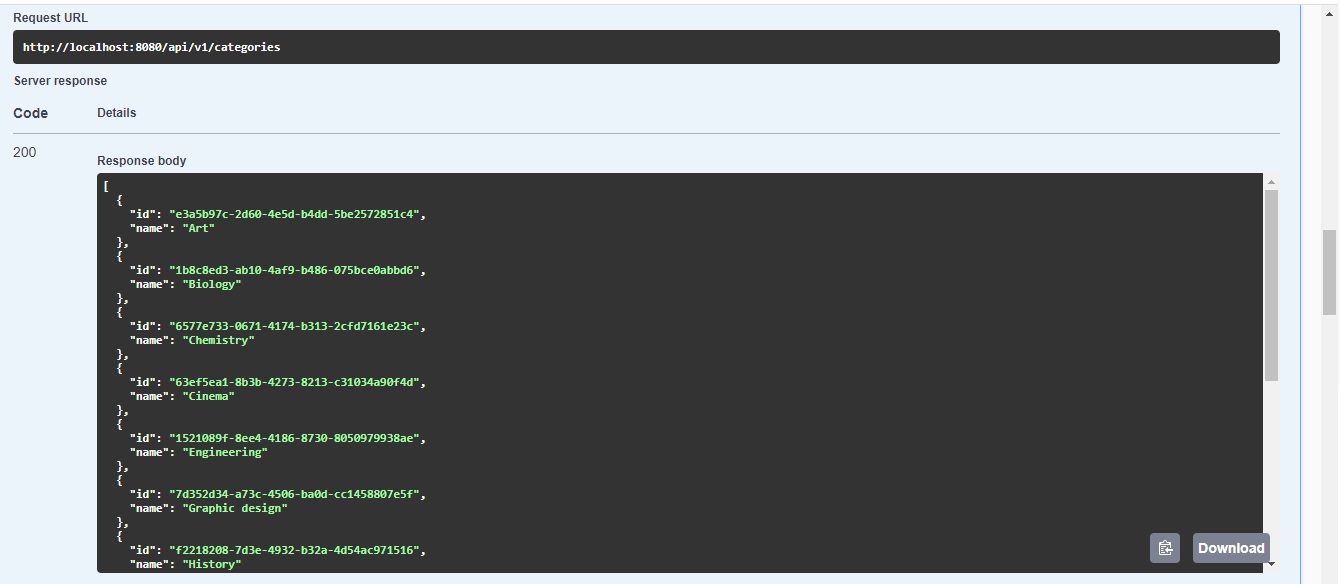 Request URL
http://localhost:8080/api/v1/categories
Server response
Code Details
200
Response body
[
  {
    "id": "e3a5b97c-2d60-4e5d-b4dd-5be2572851c4",
    "name": "Art"
  },
  {
    "id": "1b8c8ed3-ab10-4af9-b486-075bce0abbd6",
    "name": "Biology"
  },
  {
    "id": "6577e733-0671-4174-b313-2cfd7161e23c",
    "name": "Chemistry"
  },
  {
    "id": "63ef5ea1-8b3b-4273-8213-c31034a90f4d",
    "name": "Cinema"
  },
  {
    "id": "1521089f-8ee4-4186-8730-8050979938ae",
    "name": "Engineering"
  },
  {
    "id": "7d352d34-a73c-4506-ba0d-cc1458807e5f",
    "name": "Graphic design"
  },
  {
    "id": "f2218208-7d3e-4932-b32a-4d54ac971516",
    "name": "History"
Download